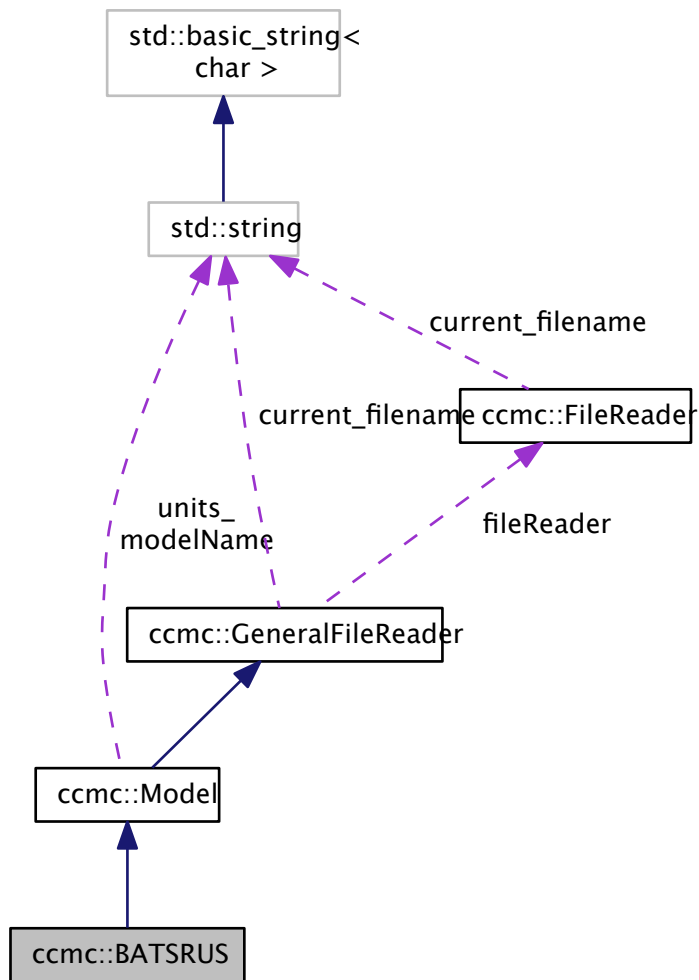 std::basic_string<
char >
std::string
current_filename
current_filename
ccmc::FileReader
units_
modelName
fileReader
ccmc::GeneralFileReader
ccmc::Model
ccmc::BATSRUS